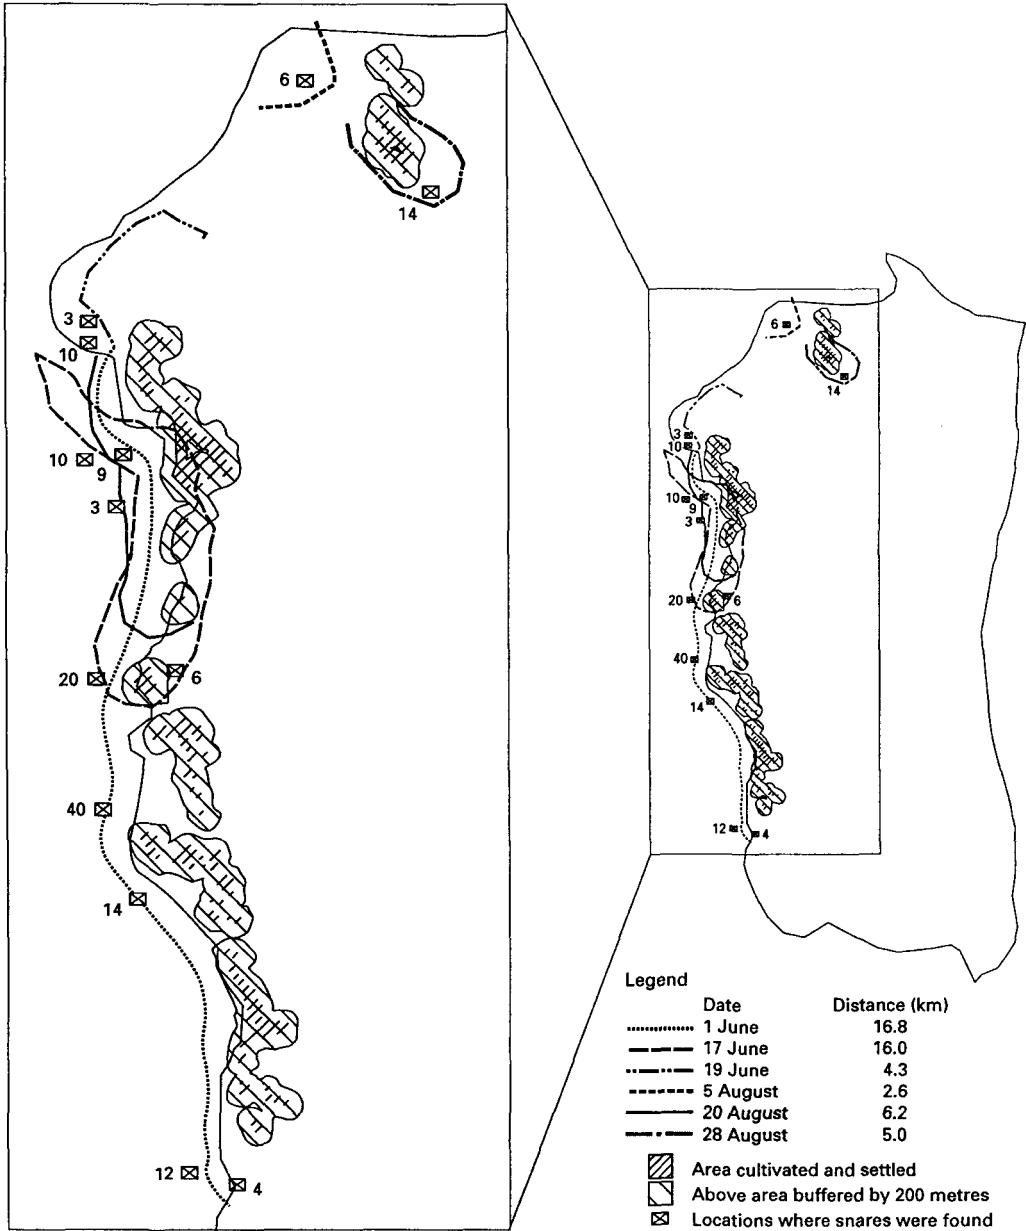 6
14
3
10
10
9
3
20
6
40
14
12
4
6
14
3
10
10
9
3
20
6
40
14
12
4
Legend
Date Distance (km)
1 June 16.8
17 June 16.0
19 June 4.3
5 August 2.6
20 August 6.2
28 August 5.0
Area cultivated and settled
Above area buffered by 200 metres
Locations where snares were found